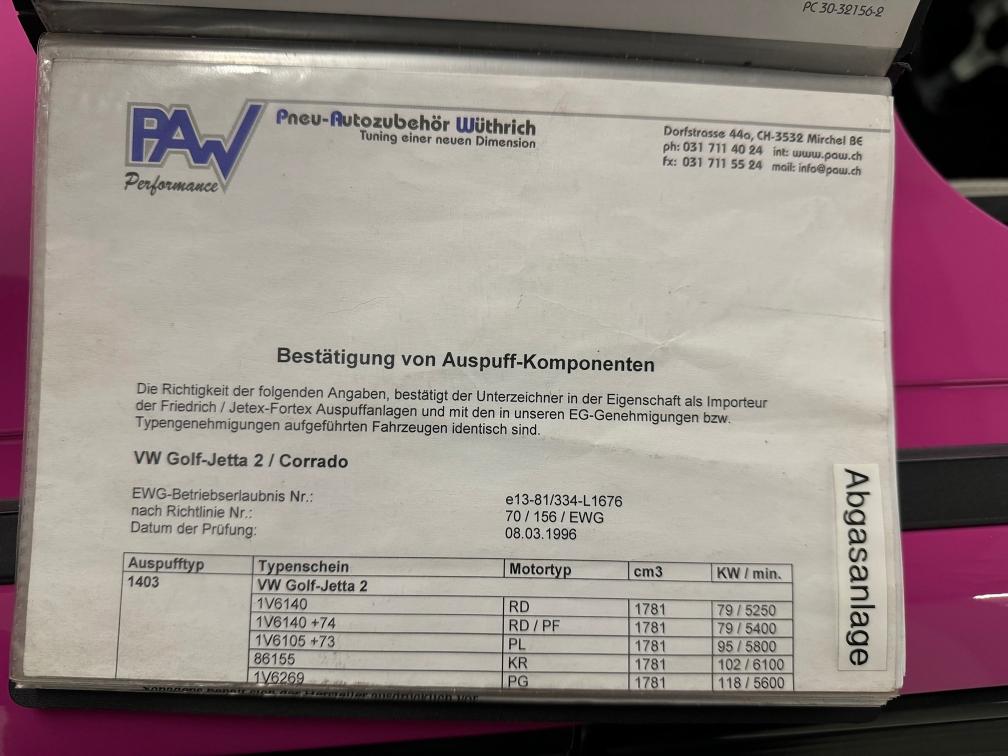 PC 30-32156-2
PAW
Performance
Pneu-Autozubehör Wüthrich
Tuning einer neuen Dimension
Dorfstrasse 44a, CH-3532 Mirchel BE
ph: 031 711 40 24 int: www.paw.ch
fx: 031 711 55 24 mail: info@paw.ch
Bestätigung von Auspuff-Komponenten
Die Richtigkeit der folgenden Angaben, bestätigt der Unterzeichner in der Eigenschaft als Importeur
der Friedrich / Jetex-Fortex Auspuffanlagen und mit den in unseren EG-Genehmigungen bzw.
Typengenehmigungen aufgeführten Fahrzeugen identisch sind.
VW Golf-Jetta 2 / Corrado
EWG-Betriebserlaubnis Nr.: e13-81/334-L1676
nach Richtlinie Nr.: 70 / 156 / EWG
Datum der Prüfung: 08.03.1996
Auspufftyp Typenschein Motortyp cm3 KW / min.
1403 VW Golf-Jetta 2
1V6140 RD 1781 79 / 5250
1V6140 +74 RD / PF 1781 79 / 5400
1V6105 +73 PL 1781 95 / 5800
86155 KR 1781 102 / 6100
1V6269 PG 1781 118 / 5600
Abgasanlage